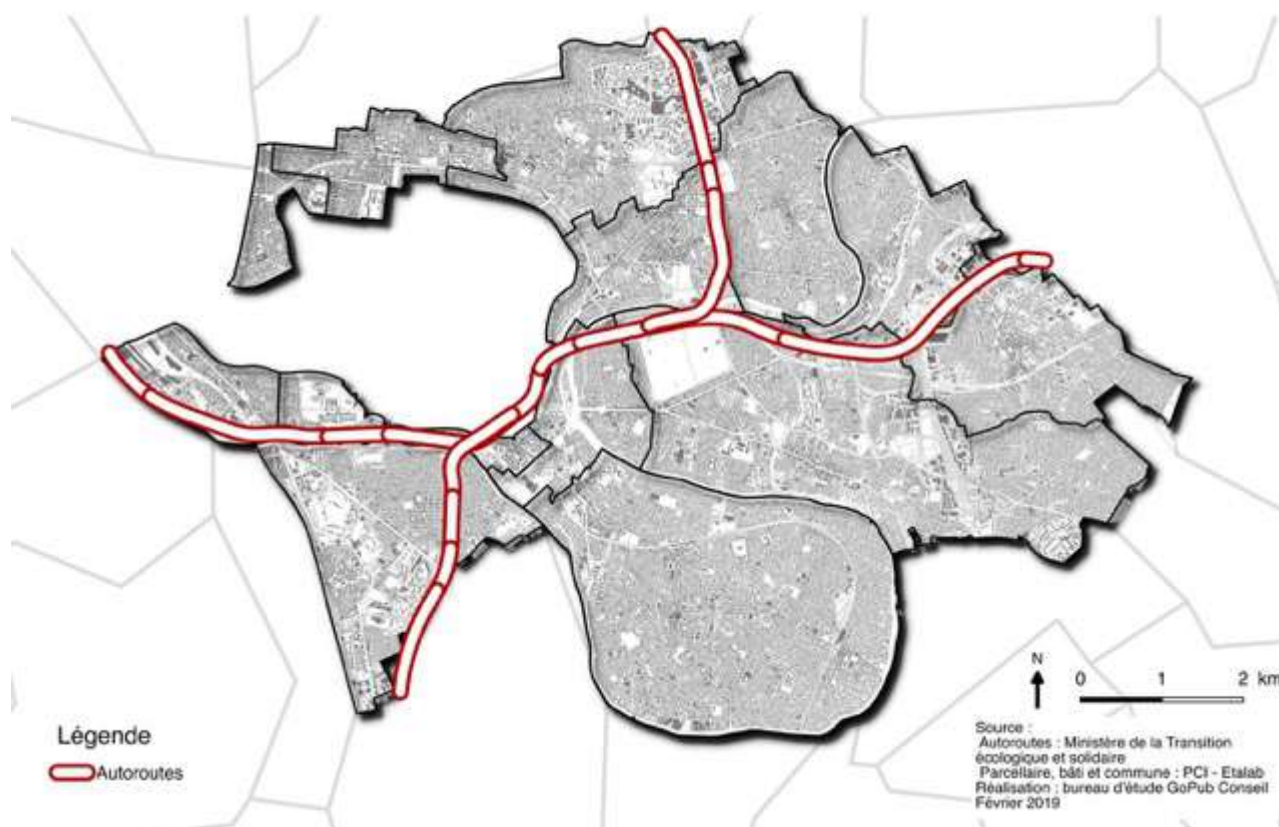 N
0 1 2 km
Légende
Autoroutes
Source :
Autoroutes : Ministère de la Transition
écologique et solidaire
Parcellaire, bâti et commune : PCI - Etalab
Réalisation : bureau d'étude GoPub Conseil
Février 2019